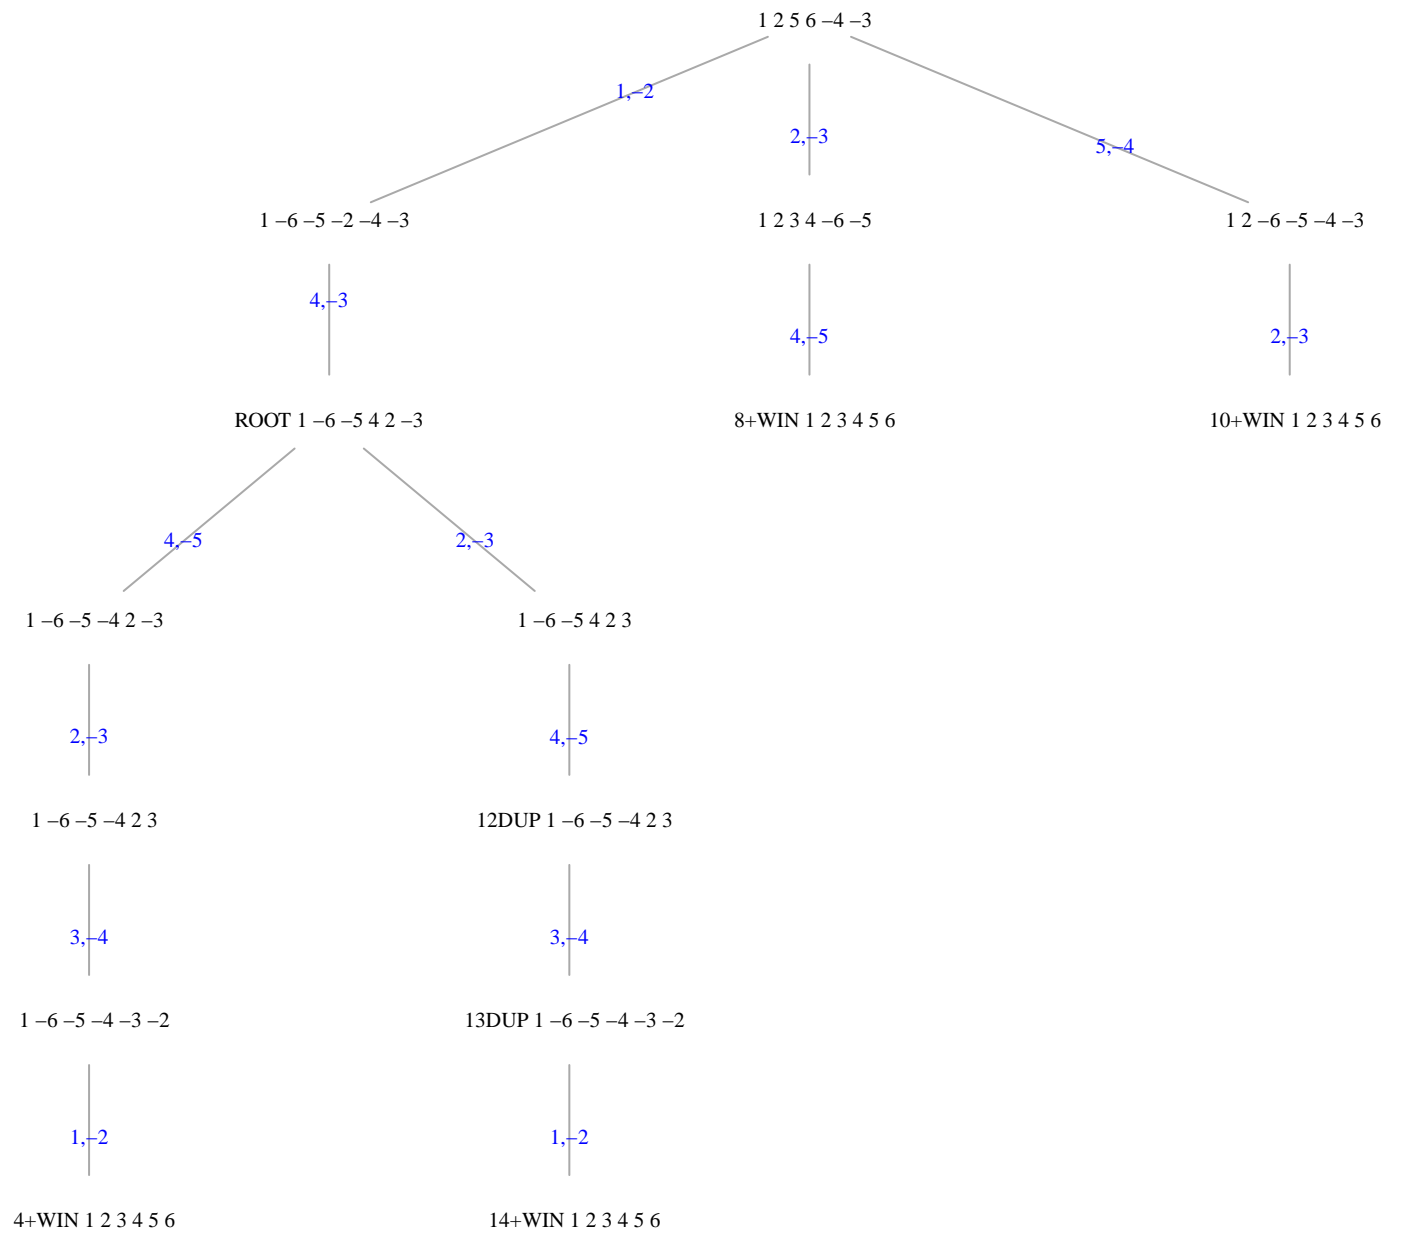 1 2 5 6 –4 –3
1,–2
2,–3
5,–4
1 –6 –5 –2 –4 –3
1 2 3 4 –6 –5
1 2 –6 –5 –4 –3
4,–3
4,–5
2,–3
ROOT 1 –6 –5 4 2 –3
8+WIN 1 2 3 4 5 6
10+WIN 1 2 3 4 5 6
4,–5
2,–3
1 –6 –5 –4 2 –3
1 –6 –5 4 2 3
2,–3
4,–5
1 –6 –5 –4 2 3
12DUP 1 –6 –5 –4 2 3
3,–4
3,–4
1 –6 –5 –4 –3 –2
13DUP 1 –6 –5 –4 –3 –2
1,–2
1,–2
4+WIN 1 2 3 4 5 6
14+WIN 1 2 3 4 5 6